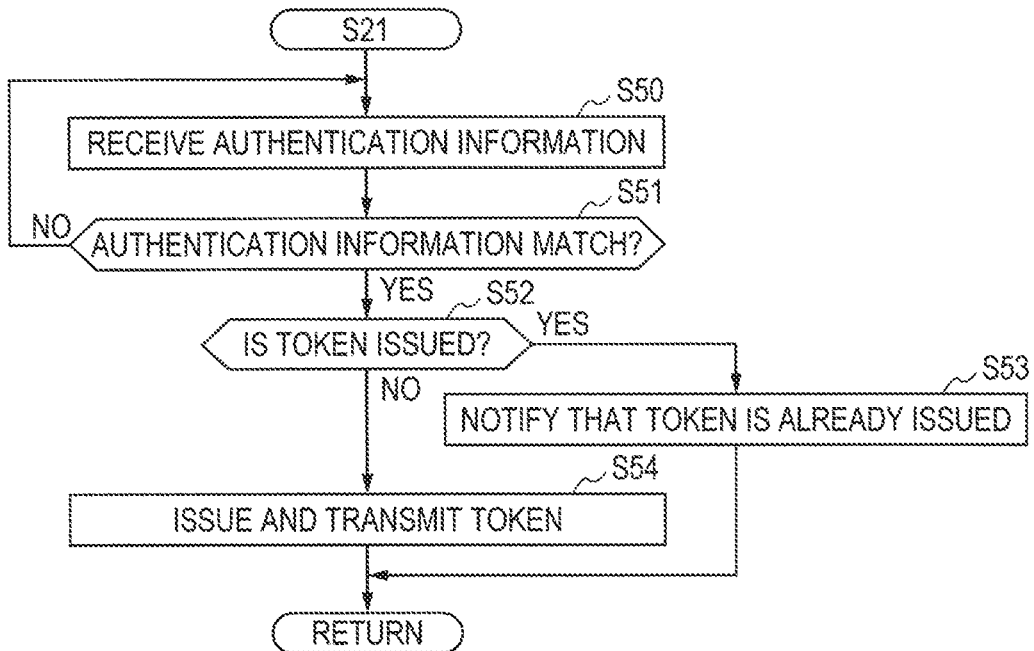 S21
S50
RECEIVE AUTHENTICATION INFORMATION
S51
NO
AUTHENTICATION INFORMATION MATCH?
YES
S52
IS TOKEN ISSUED?
YES
NO
S53
NOTIFY THAT TOKEN IS ALREADY ISSUED
S54
ISSUE AND TRANSMIT TOKEN
RETURN